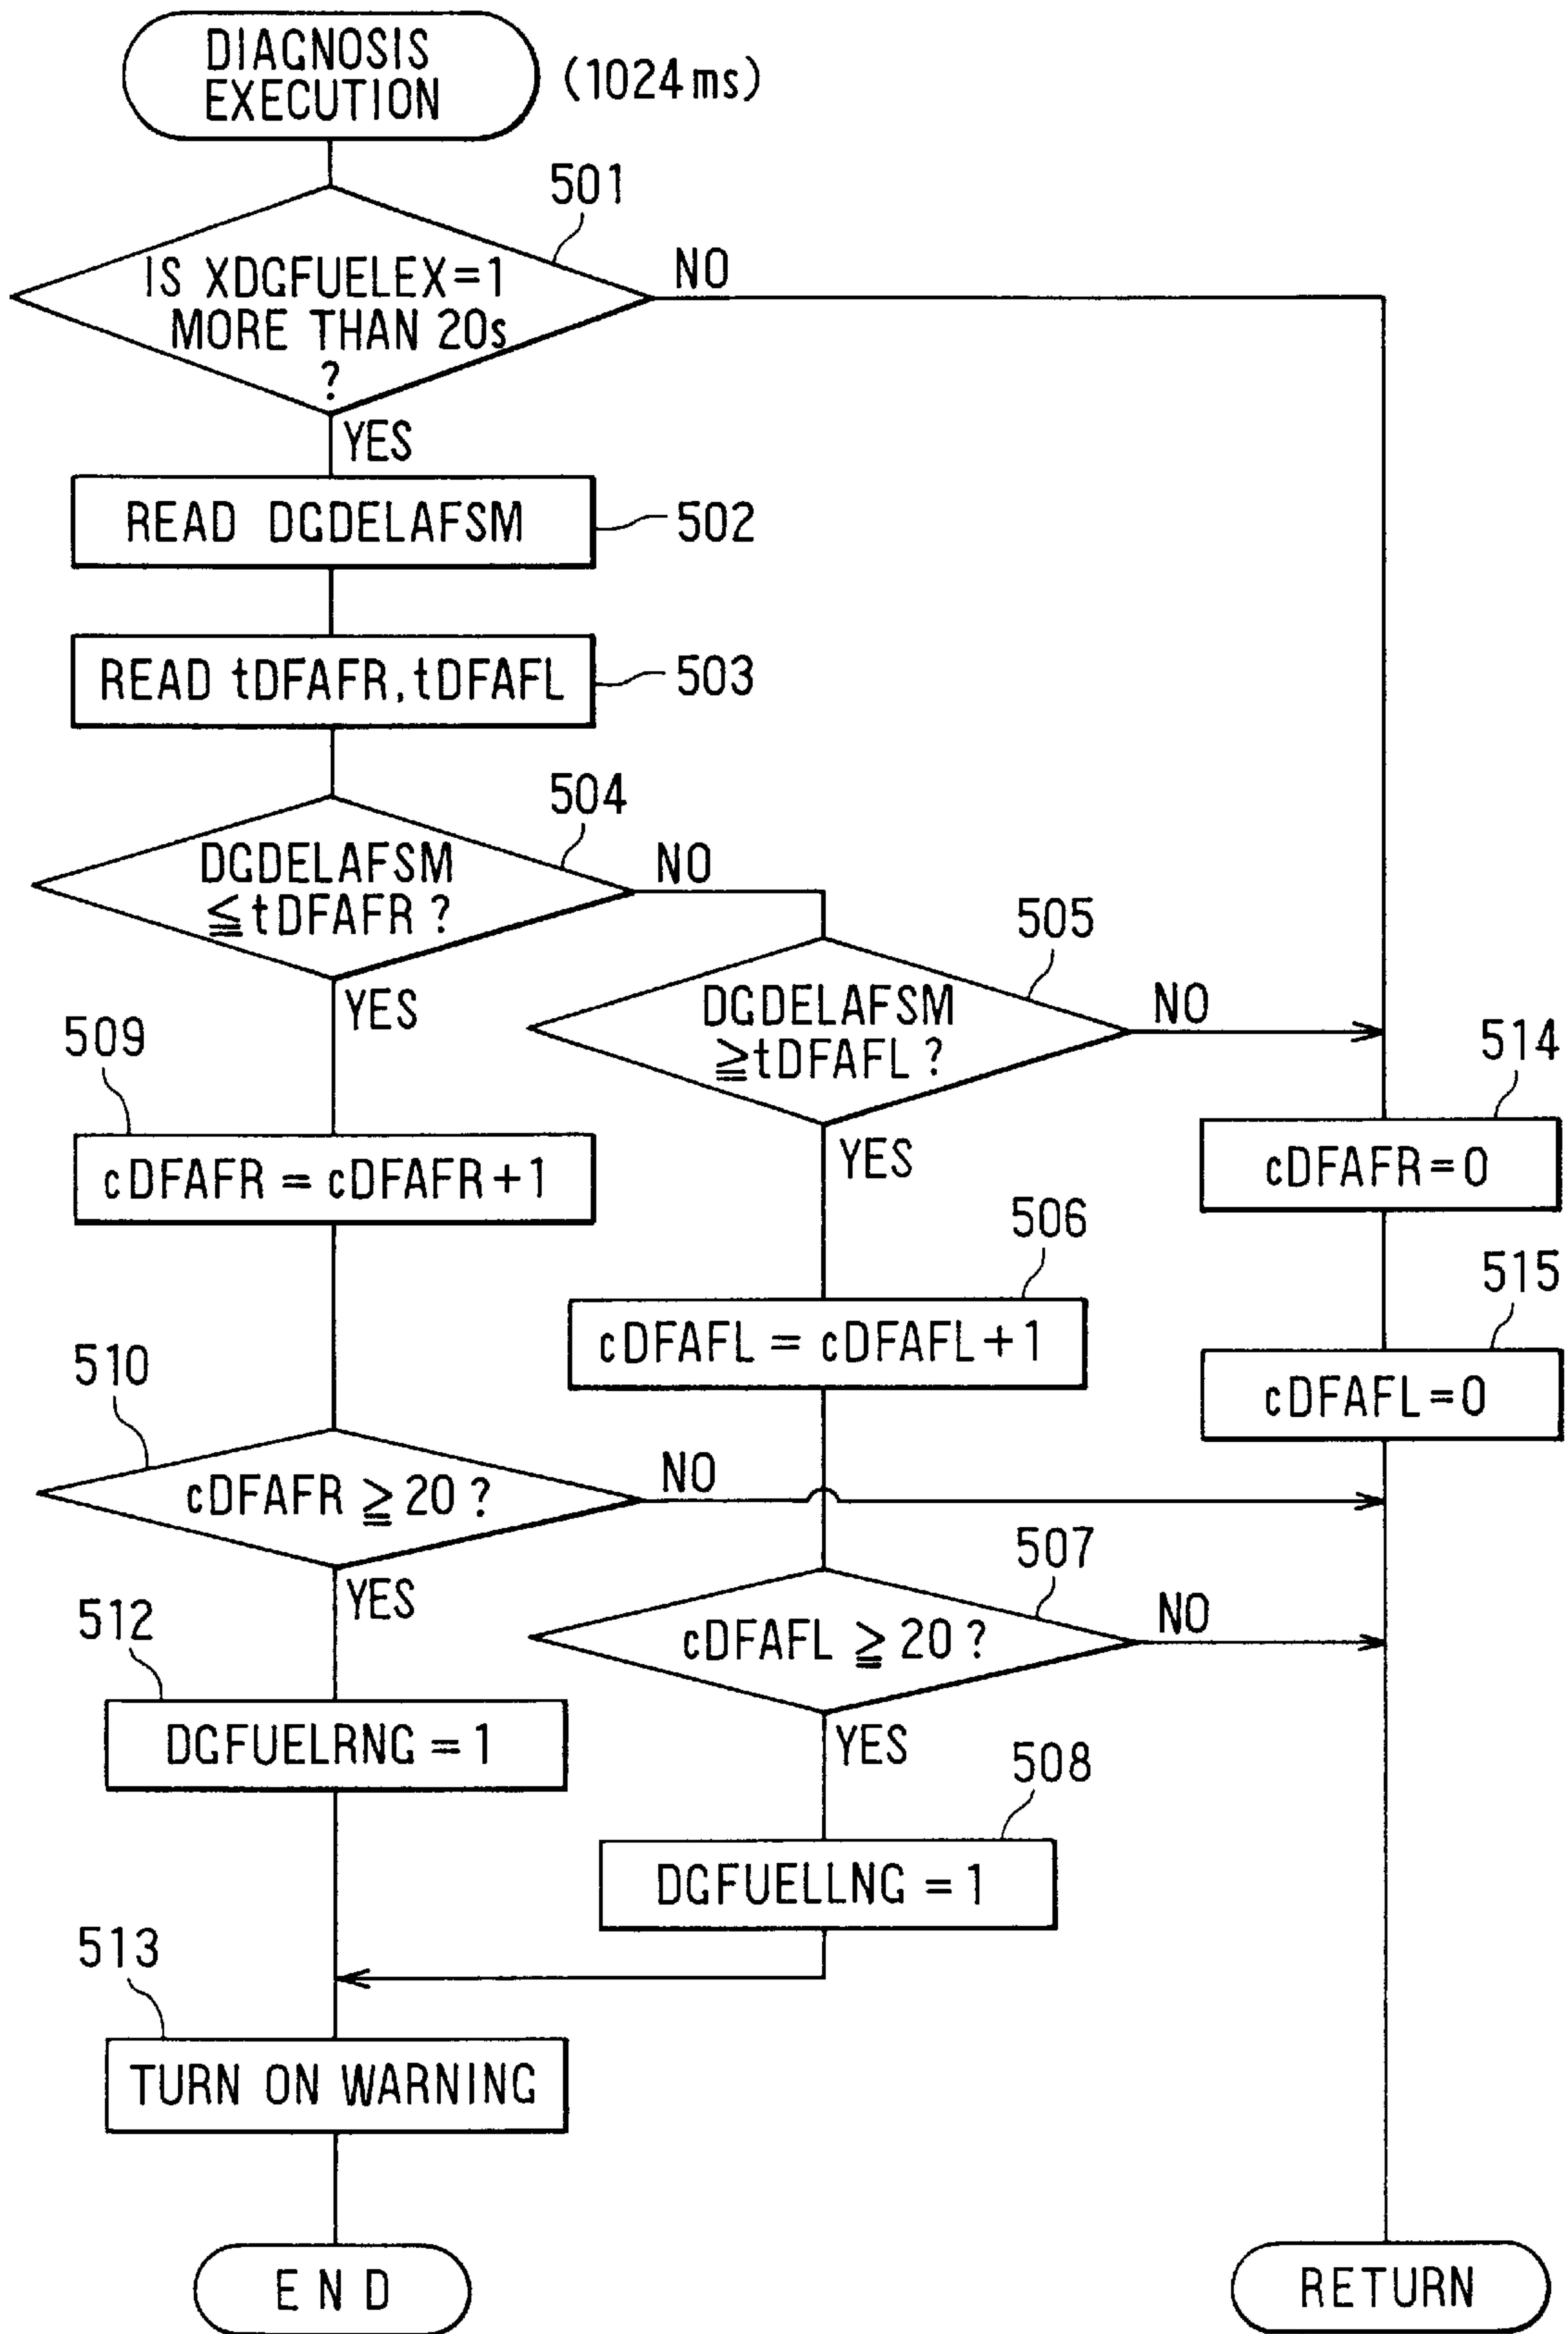 DIAGNOSIS
EXECUTION
(1024ms)
501
IS XDGFUELEX=1
MORE THAN 20s
?
NO
YES
READ DGDELAFSM
502
READ tDFAFR, tDFAFL
503
504
DGDELAFSM
≦tDFAFR ?
NO
YES
505
DGDELAFSM
≧tDFAFL ?
NO
YES
509
cDFAFR = cDFAFR+1
514
cDFAFR=0
506
cDFAFL = cDFAFL+1
515
cDFAFL=0
510
cDFAFR ≧ 20 ?
NO
YES
507
cDFAFL ≧ 20 ?
NO
YES
512
DGFUELRNG = 1
508
DGFUELLNG = 1
513
TURN ON WARNING
END
RETURN